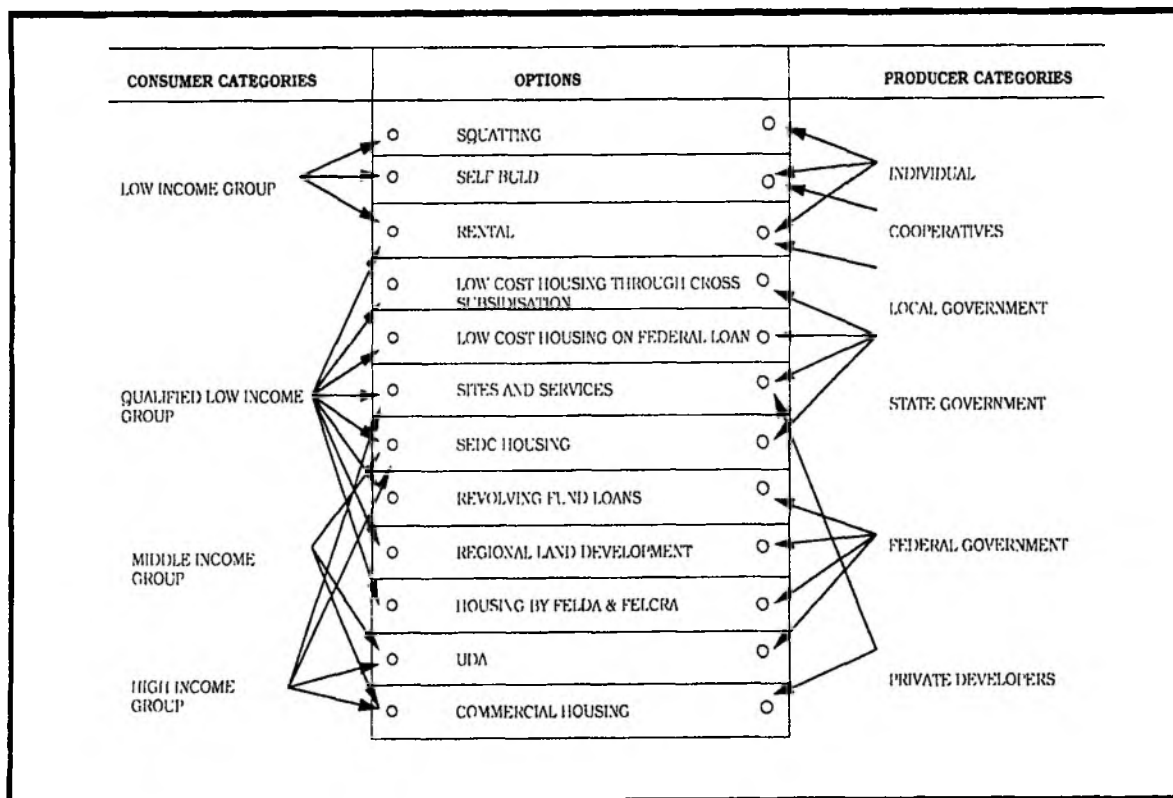 CONSUMER CATEGORIES
OPTIONS
PRODUCER CATEGORIES
SQUATTING
SELF BULD
RENTAL
LOW COST HOUSING THROUGH CROSS
SUBSIDISATION
LOW COST HOUSING ON FEDERAL LOAN
SITES AND SERVICES
SEDC HOUSING
REVOLVING FUND LOANS
REGIONAL LAND DEVELOPMENT
HOUSING BY FELDA & FELCRA
UDA
COMMERCIAL HOUSING
LOW INCOME GROUP
QUALIFIED LOW INCOME
GROUP
MIDDLE INCOME
GROUP
HIGH INCOME
GROUP
INDIVIDUAL
COOPERATIVES
LOCAL GOVERNMENT
STATE GOVERNMENT
FEDERAL GOVERNMENT
PRIVATE DEVELOPERS